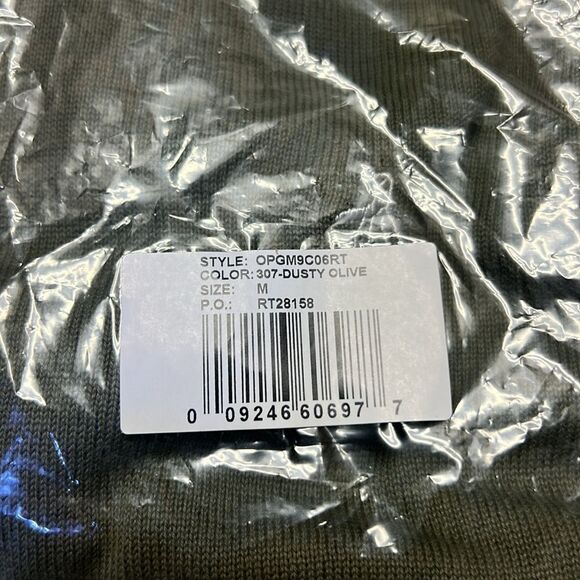 STYLE: OPGM9C06RT
COLOR: 307-DUSTY OLIVE
SIZE: M
P.O.: RT28158
0 09246 60697 7